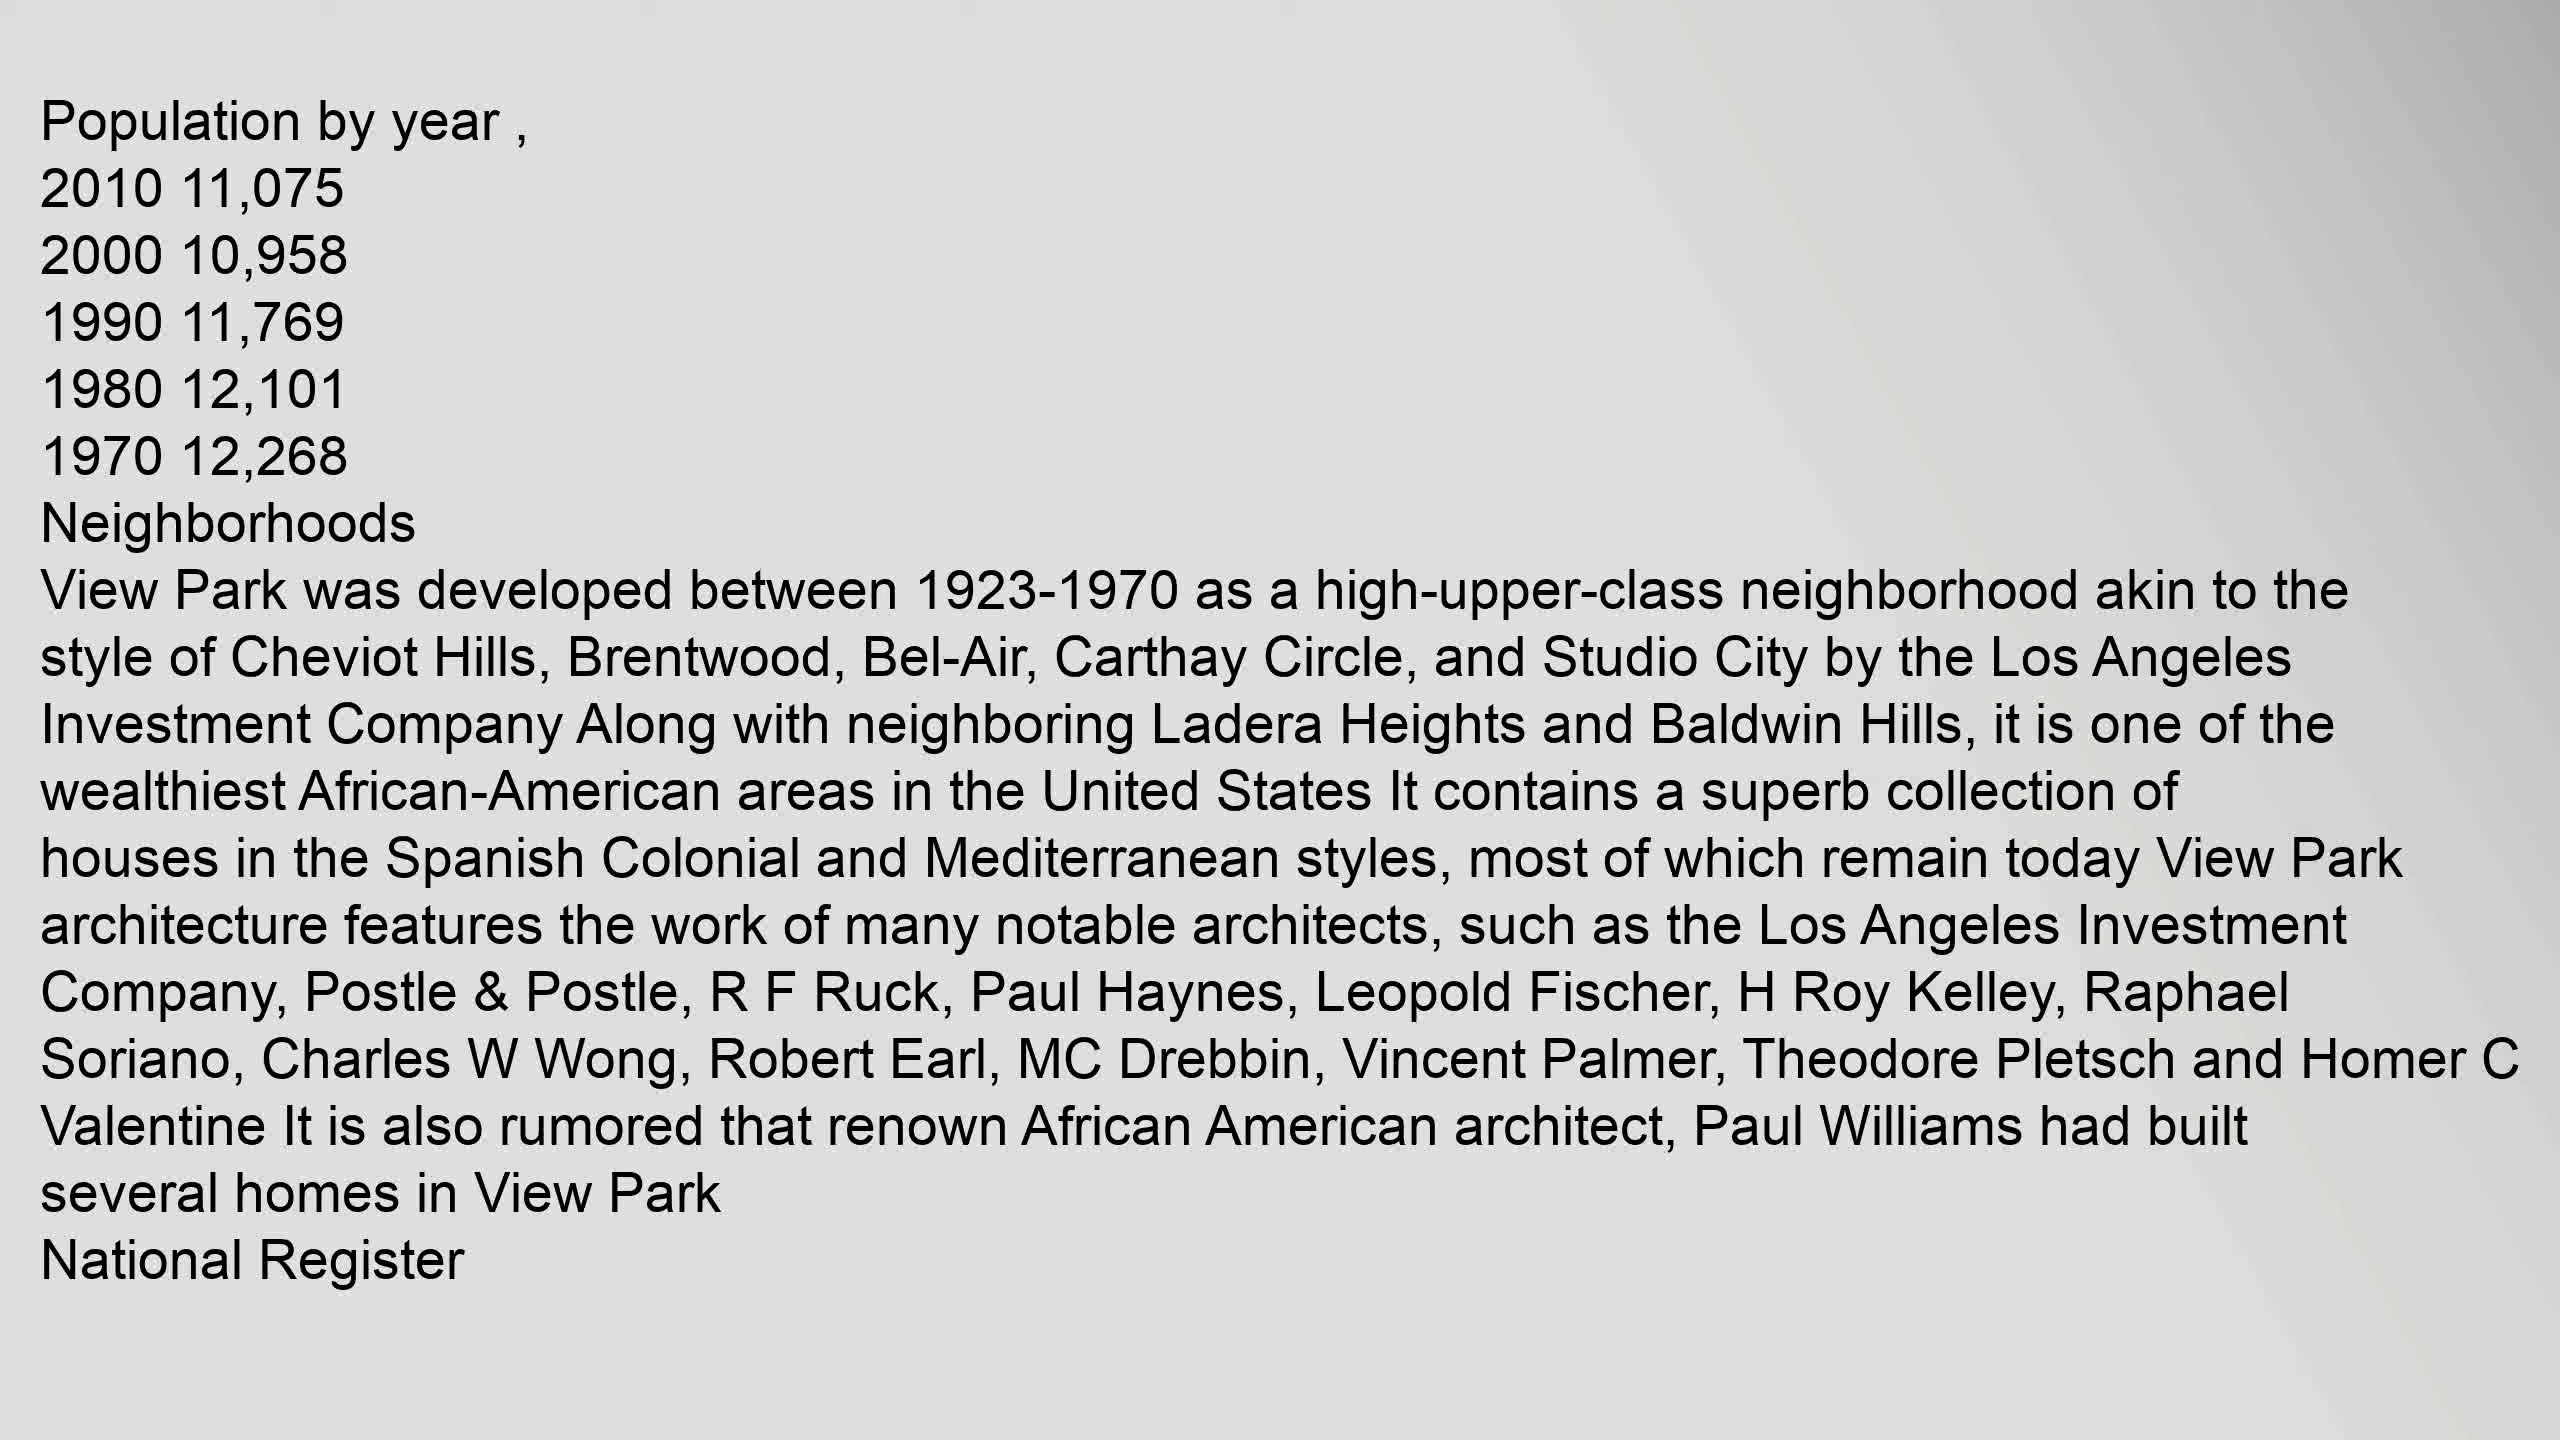 Population by year ,
2010 11,075
2000 10,958
1990 11,769
1980 12,101
1970 12,268
Neighborhoods
View Park was developed between 1923-1970 as a high-upper-class neighborhood akin to the
style of Cheviot Hills, Brentwood, Bel-Air, Carthay Circle, and Studio City by the Los Angeles
Investment Company Along with neighboring Ladera Heights and Baldwin Hills, it is one of the
wealthiest African-American areas in the United States It contains a superb collection of
houses in the Spanish Colonial and Mediterranean styles, most of which remain today View Park
architecture features the work of many notable architects, such as the Los Angeles Investment
Company, Postle & Postle, R F Ruck, Paul Haynes, Leopold Fischer, H Roy Kelley, Raphael
Soriano, Charles W Wong, Robert Earl, MC Drebbin, Vincent Palmer, Theodore Pletsch and Homer C
Valentine It is also rumored that renown African American architect, Paul Williams had built
several homes in View Park
National Register